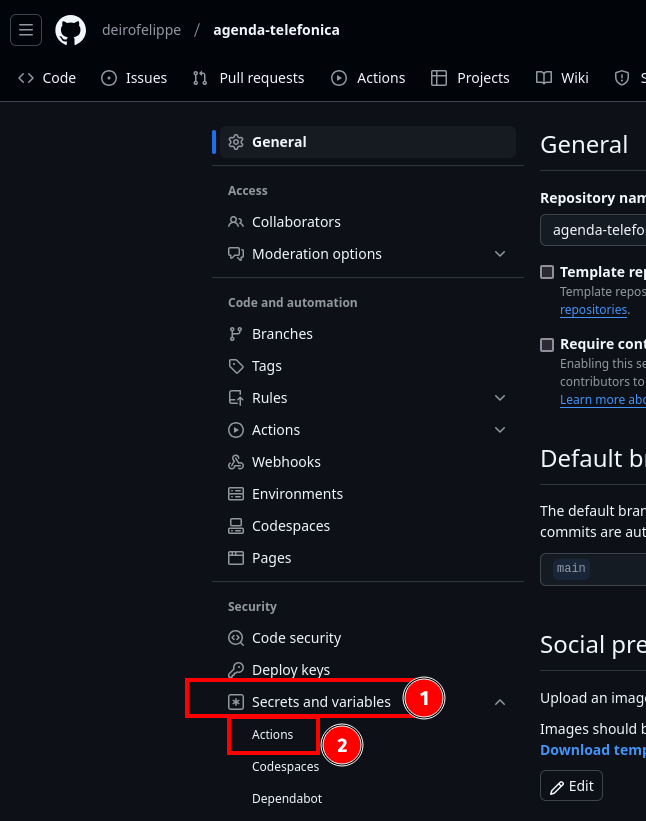 deirofelippe / agenda-telefonica
Code Issues Pull requests Actions Projects Wiki S
General
Access
Collaborators
Moderation options
Code and automation
Branches
Tags
Rules
Actions
Webhooks
Environments
Codespaces
Pages
Security
Code security
Deploy keys
Secrets and variables 1
Actions 2
Codespaces
Dependabot
General
Repository nam
agenda-telefo
Template rep
Template repos
repositories.
Require cont
Enabling this se
contributors to
Learn more abo
Default br
The default bran
commits are aut
main
Social pre
Upload an image
Images should b
Download temp
Edit